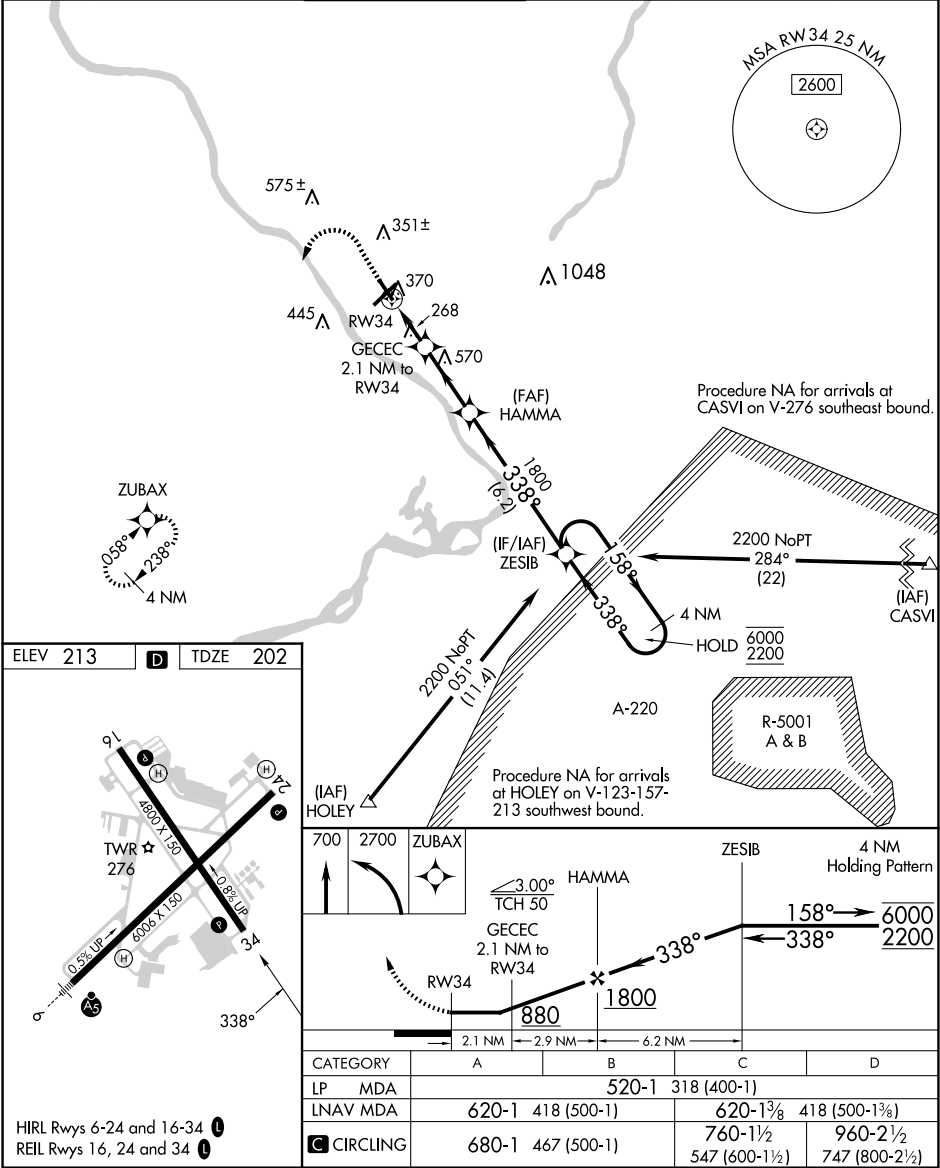 MSA RW34 25 NM
2600
575±
351±
1048
370
445
RW34
268
GECEC
2.1 NM to
RW34
570
(FAF)
HAMMA
Procedure NA for arrivals at
CASVI on V-276 southeast bound.
1800
338°
(6.2)
ZUBAX
058°
238°
4 NM
(IF/IAF)
ZESIB
158°
338°
2200 NoPT
284°
(22)
(IAF)
CASVI
4 NM
HOLD
6000
2200
2200 NoPT
051°
(11.4)
A-220
R-5001
A & B
(IAF)
HOLEY
Procedure NA for arrivals
at HOLEY on V-123-157-
213 southwest bound.
ELEV 213
D
TDZE 202
16
P
H
H
24
P
4800 X 150
TWR
276
0.8% UP
6006 X 150
P
34
0.5% UP
H
6
A5
338°
HIRL Rwys 6-24 and 16-34 L
REIL Rwys 16, 24 and 34 L
700
2700
ZUBAX
3.00°
TCH 50
HAMMA
ZESIB
4 NM
Holding Pattern
GECEC
2.1 NM to
RW34
RW34
338°
158°
338°
6000
2200
880
1800
2.1 NM
2.9 NM
6.2 NM
CATEGORY A B C D
LP MDA 520-1 318 (400-1)
LNAV MDA 620-1 418 (500-1) 620-1⅜ 418 (500-1⅜)
C CIRCLING 680-1 467 (500-1) 760-1½ 960-2½
547 (600-1½) 747 (800-2½)